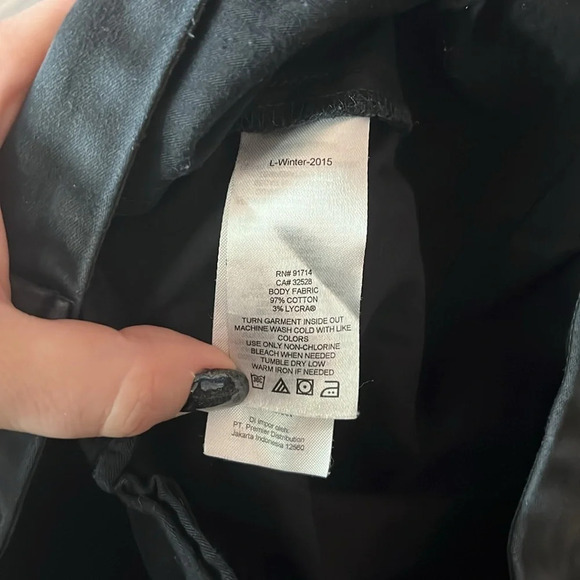 L-Winter-2015
RN# 91714
CA# 32528
BODY FABRIC
97% COTTON
3% LYCRA®
TURN GARMENT INSIDE OUT
MACHINE WASH COLD WITH LIKE
COLORS
USE ONLY NON-CHLORINE
BLEACH WHEN NEEDED
TUMBLE DRY LOW
WARM IRON IF NEEDED
Di impor oleh:
PT. Premier Distribution
Jakarta Indonesia 12560